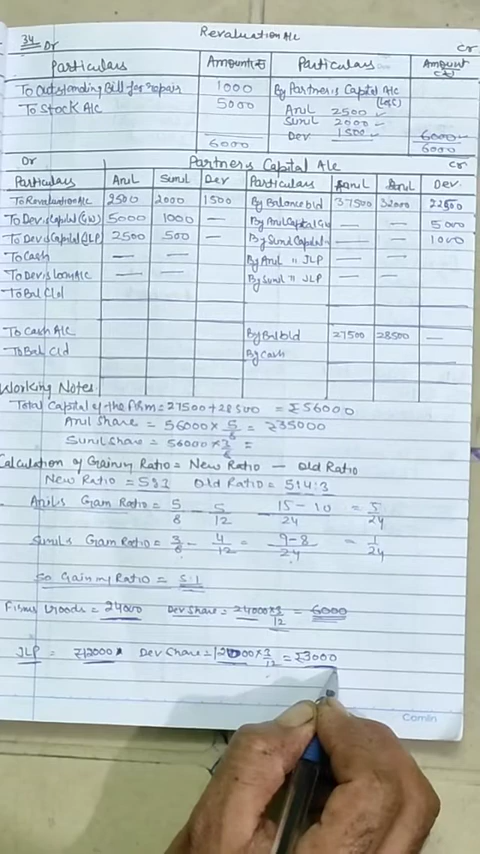 34 Revaluation A/c
Dr Cr
Particulars Amount(₹) Particulars Amount (₹)
To Outstanding Bill for repair 1000 By Partner's Capital A/c
To Stock A/c 5000 (Loss)
Anil 2500
Sunil 2000
Dev 1500 6000
6000 6000
Dr Partner's Capital A/c Cr
Particulars Anil Sunil Dev Particulars Dev.
To Revaluation A/c 2500 2000 1500 By Balance b/d 37500 32000 22500
To Dev's Capital (GW) 5000 1000 — By Anil Capital — — 5000
To Dev's Capital (JLP) 2500 500 — By Sunil Capital — — 1000
To Cash — — By Anil " JLP — —
To Dev's Loan A/c — — By Sunil " JLP — —
To Bal C/d
To Cash A/c By Bal b/d 27500 28500 —
To Bal C/d By Cash
Working Notes
Total Capital of the firm = 27500 + 28500 = ₹56000
Anil Share = 56000 × 5/8 = ₹35000
Sunil Share = 56000 × 3/8 =
Calculation of Gaining Ratio = New Ratio — Old Ratio
New Ratio = 5:3 Old Ratio = 5:4:3
Anil's Gain Ratio = 5/8 - 5/12 = 15-10/24 = 5/24
Sunil's Gain Ratio = 3/8 - 4/12 = 9-8/24 = 1/24
So Gaining Ratio = 5:1
Firm's Goods = 24000 Dev Share = 24000×3/12 = 6000
JLP = ₹12000 Dev Share = 12000×3/12 = ₹3000
Camlin